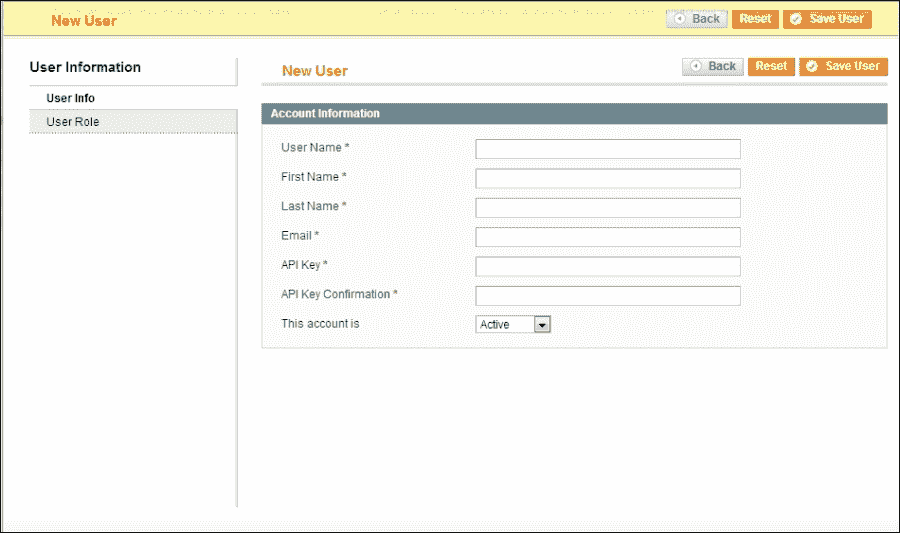 New User
Back Reset Save User
User Information
User Info
User Role
New User
Back Reset Save User
Account Information
User Name *
First Name *
Last Name *
Email *
API Key *
API Key Confirmation *
This account is
Active